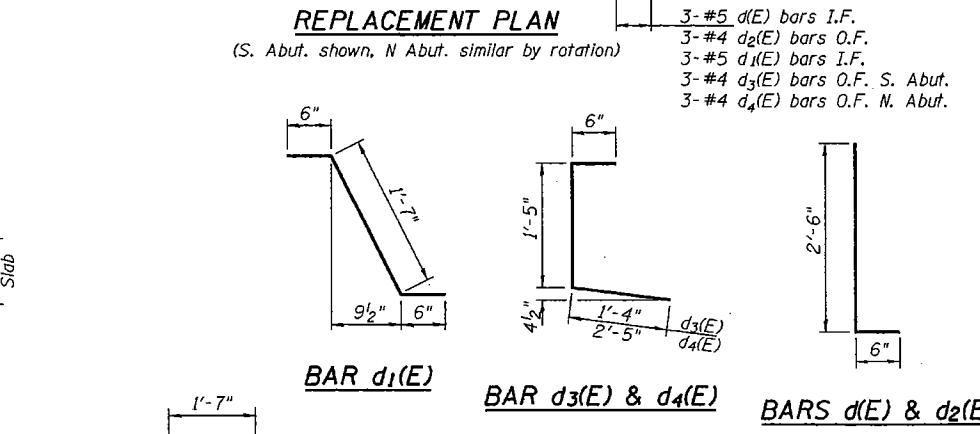 REPLACEMENT PLAN
(S. Abut. shown, N Abut. similar by rotation)
3-#5 d(E) bars I.F.
3-#4 d2(E) bars O.F.
3-#5 d1(E) bars I.F.
3-#4 d3(E) bars O.F. S. Abut.
3-#4 d4(E) bars O.F. N. Abut.
Slab
6"
1'-7"
9½"
6"
BAR d1(E)
6"
1'-5"
4½"
1'-4"
2'-5"
d3(E)
d4(E)
BAR d3(E) & d4(E)
2'-6"
6"
BARS d(E) & d2(E
1'-7"